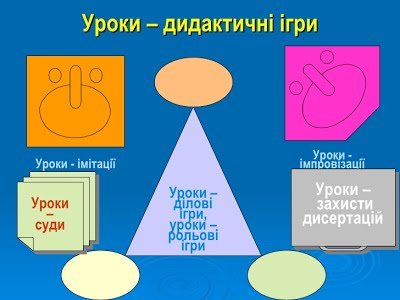 Уроки – дидактичні ігри
Уроки - імітації
Уроки -
імпровізації
Уроки
–
суди
Уроки –
ділові
ігри,
уроки –
рольові
ігри
Уроки –
захисти
дисертацій